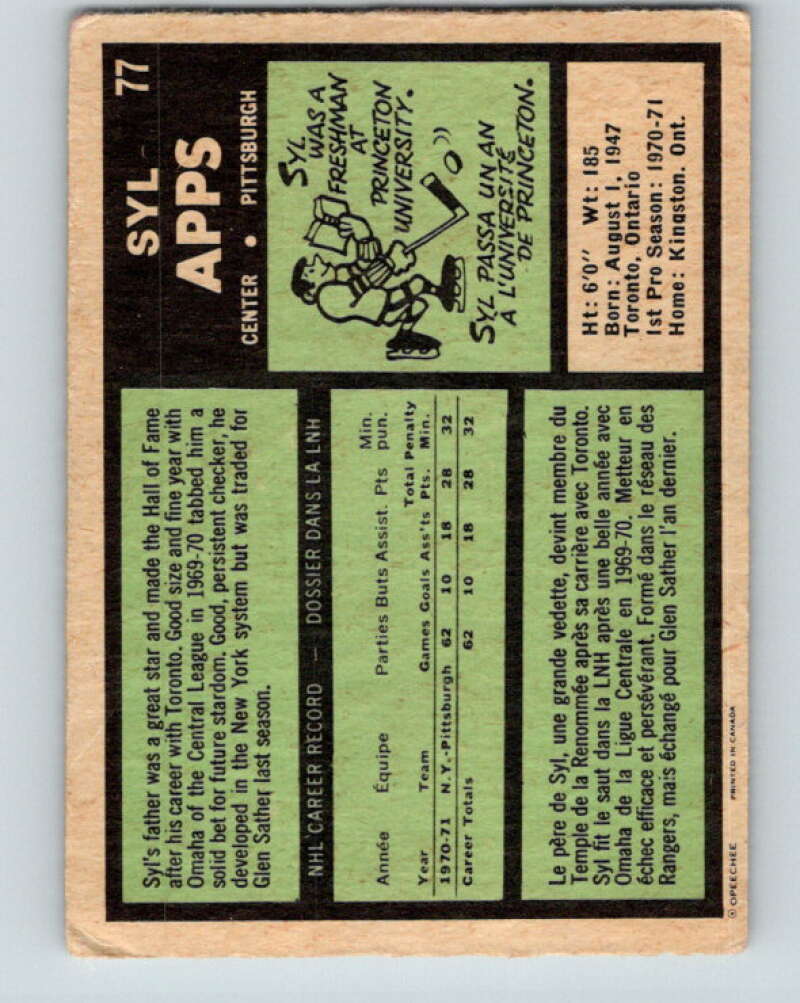 SYL 77
APPS
CENTER • PITTSBURGH
Syl's father was a great star and made the Hall of Fame
after his career with Toronto. Good size and fine year with
Omaha of the Central League in 1969-70 tabbed him a
solid bet for future stardom. Good, persistent checker, he
developed in the New York system but was traded for
Glen Sather last season.
SYL
WAS A
FRESHMAN
AT
PRINCETON
UNIVERSITY.
SYL PASSA UN AN
A L'UNIVERSITÉ
DE PRINCETON.
NHL CAREER RECORD — DOSSIER DANS LA LNH
Année Équipe Parties Buts Assist. Pts Min. pun.
Year Team Games Goals Ass'ts Total Pts. Penalty Min.
1970-71 N.Y.-Pittsburgh 62 10 18 28 32
Career Totals 62 10 18 28 32
Le père de Syl, une grande vedette, devint membre du
Temple de la Renommée après sa carrière avec Toronto.
Syl fit le saut dans la LNH après une belle année avec
Omaha de la Ligue Centrale en 1969-70. Metteur en
échec efficace et persévérant. Formé dans le réseau des
Rangers, mais échangé pour Glen Sather l'an dernier.
Ht: 6'0" Wt: 185
Born: August 1, 1947
Toronto, Ontario
1st Pro Season: 1970-71
Home: Kingston. Ont.
© OPEECHEE PRINTED IN CANADA